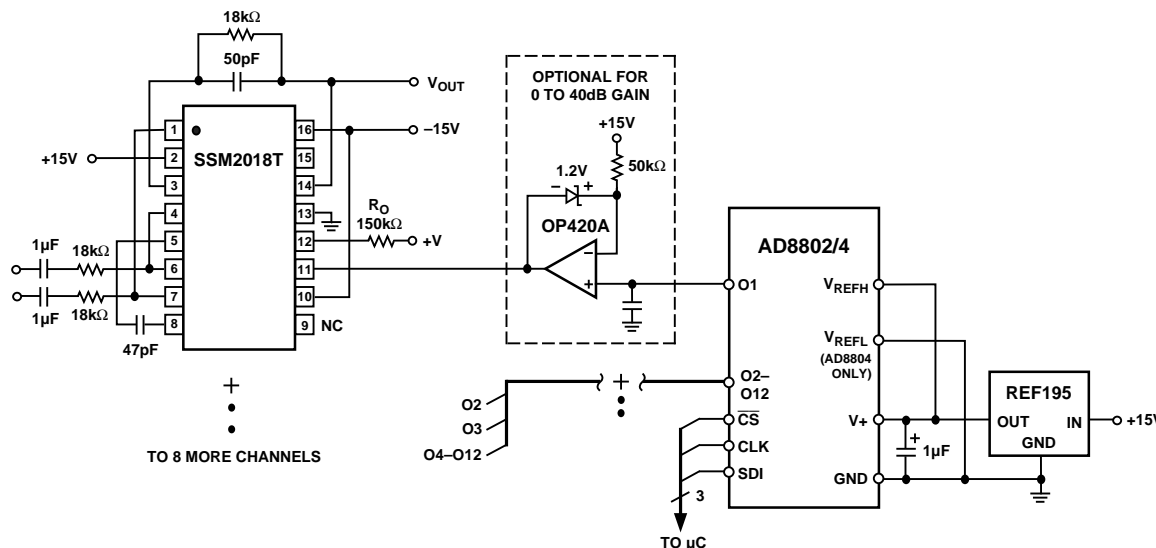 18kΩ
50pF
VOUT
–15V
+15V
SSM2018T
1
2
3
4
5
6
7
8
16
15
14
13
12
11
10
9
NC
RO
150kΩ
+V
1µF
18kΩ
1µF
18kΩ
47pF
TO 8 MORE CHANNELS
OPTIONAL FOR
0 TO 40dB GAIN
+15V
50kΩ
1.2V
– +
OP420A
–
+
AD8802/4
O1
O2–
O12
CS
CLK
SDI
VREFH
VREFL
(AD8804
ONLY)
V+
GND
O2
O3
O4–O12
3
TO µC
+
1µF
REF195
OUT
IN
GND
+15V